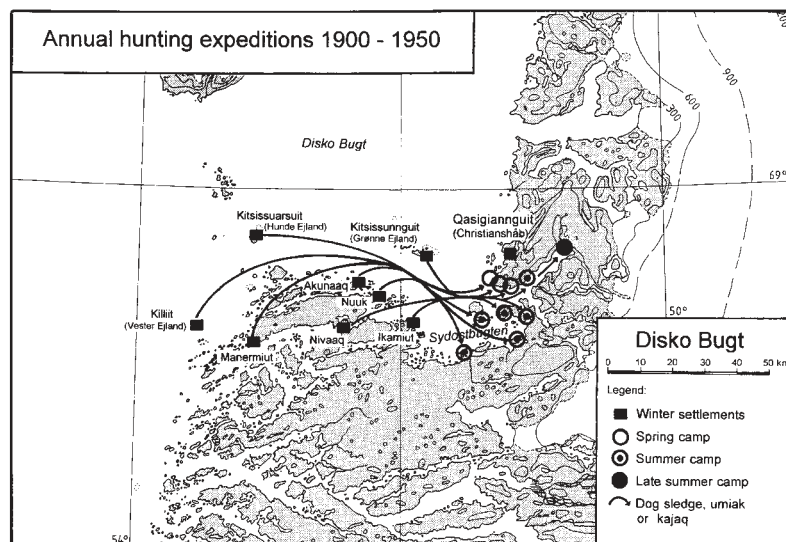 Annual hunting expeditions 1900 - 1950
900
600
300
Disko Bugt
69°
Kitsissuarsuit
(Hunde Ejland)
Kitsissunnguit
(Grønne Ejland)
Qasigiannguit
(Christianshåb)
Akunaaq
Nuuk
Killiit
(Vester Ejland)
Manermiut
Nivaaq
Ikamiut
Sydostbugten
50°
54°
Disko Bugt
0 10 20 30 40 50 km
Legend:
Winter settlements
Spring camp
Summer camp
Late summer camp
Dog sledge, umiak
or kajaq